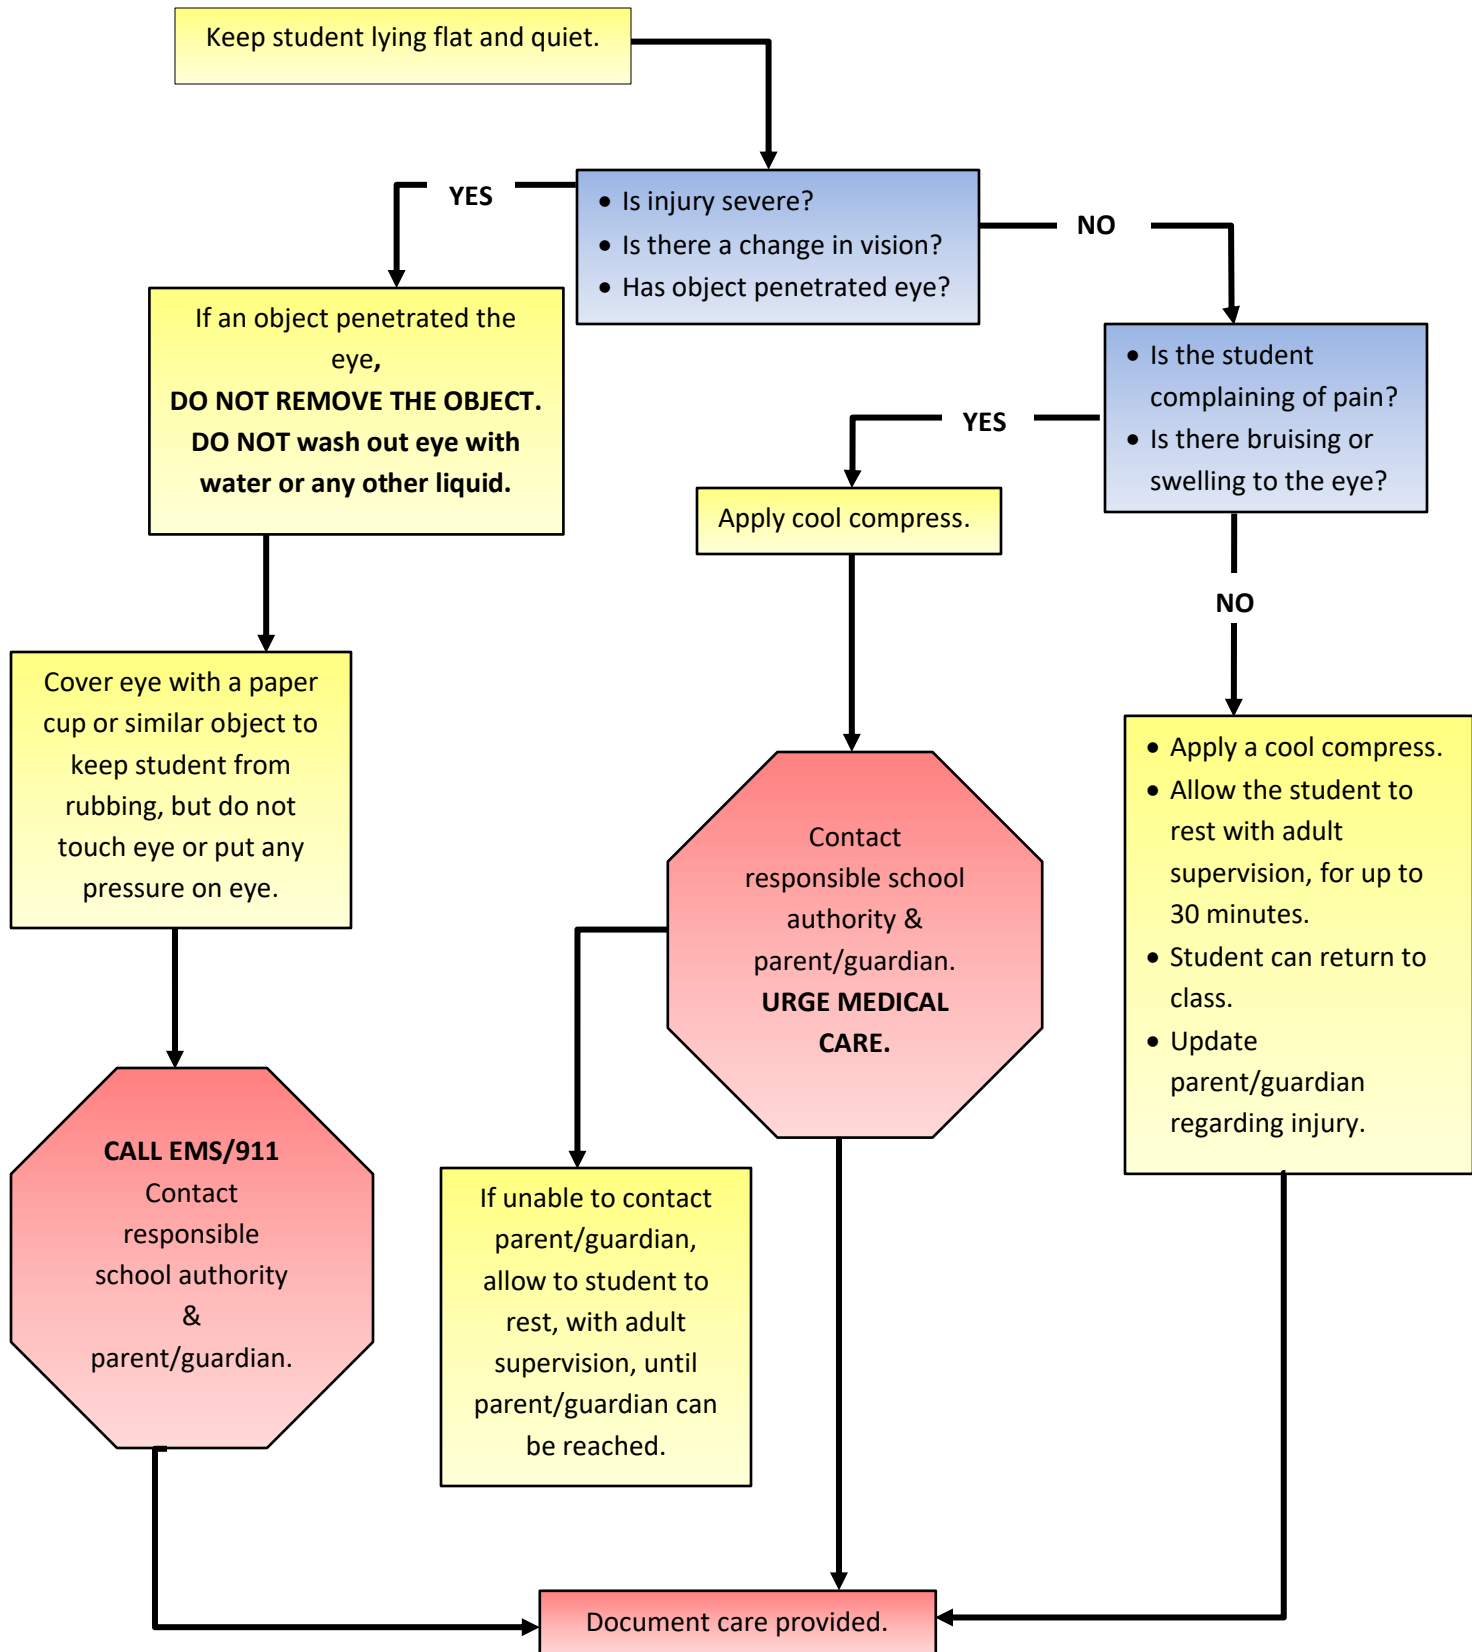 Keep student lying flat and quiet.
YES
• Is injury severe?
• Is there a change in vision?
• Has object penetrated eye?
NO
If an object penetrated the
eye,
DO NOT REMOVE THE OBJECT.
DO NOT wash out eye with
water or any other liquid.
• Is the student
complaining of pain?
• Is there bruising or
swelling to the eye?
YES
Apply cool compress.
NO
Cover eye with a paper
cup or similar object to
keep student from
rubbing, but do not
touch eye or put any
pressure on eye.
Contact
responsible school
authority &
parent/guardian.
URGE MEDICAL
CARE.
• Apply a cool compress.
• Allow the student to
rest with adult
supervision, for up to
30 minutes.
• Student can return to
class.
• Update
parent/guardian
regarding injury.
CALL EMS/911
Contact
responsible
school authority
&
parent/guardian.
If unable to contact
parent/guardian,
allow to student to
rest, with adult
supervision, until
parent/guardian can
be reached.
Document care provided.